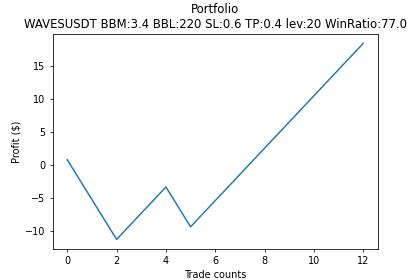 Portfolio
WAVESUSDT BBM:3.4 BBL:220 SL:0.6 TP:0.4 lev:20 WinRatio:77.0
Profit ($)
15
10
5
0
−5
−10
0 2 4 6 8 10 12
Trade counts